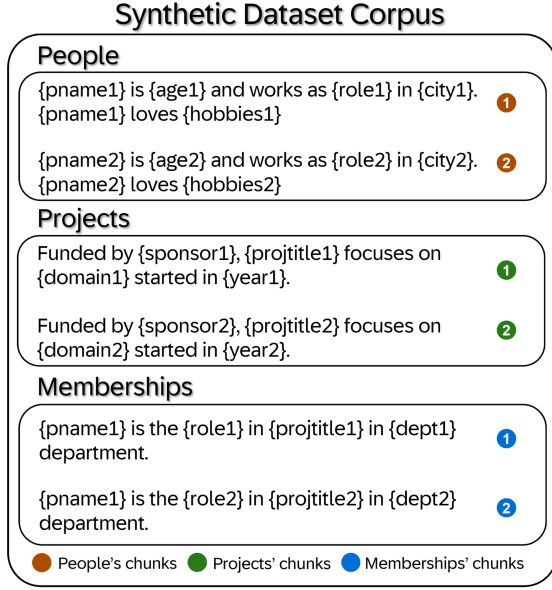 Synthetic Dataset Corpus
People
{pname1} is {age1} and works as {role1} in {city1}.
{pname1} loves {hobbies1}
1
{pname2} is {age2} and works as {role2} in {city2}.
{pname2} loves {hobbies2}
2
Projects
Funded by {sponsor1}, {projtitle1} focuses on
{domain1} started in {year1}.
1
Funded by {sponsor2}, {projtitle2} focuses on
{domain2} started in {year2}.
2
Memberships
{pname1} is the {role1} in {projtitle1} in {dept1}
department.
1
{pname1} is the {role2} in {projtitle2} in {dept2}
department.
2
People's chunks Projects' chunks Memberships' chunks